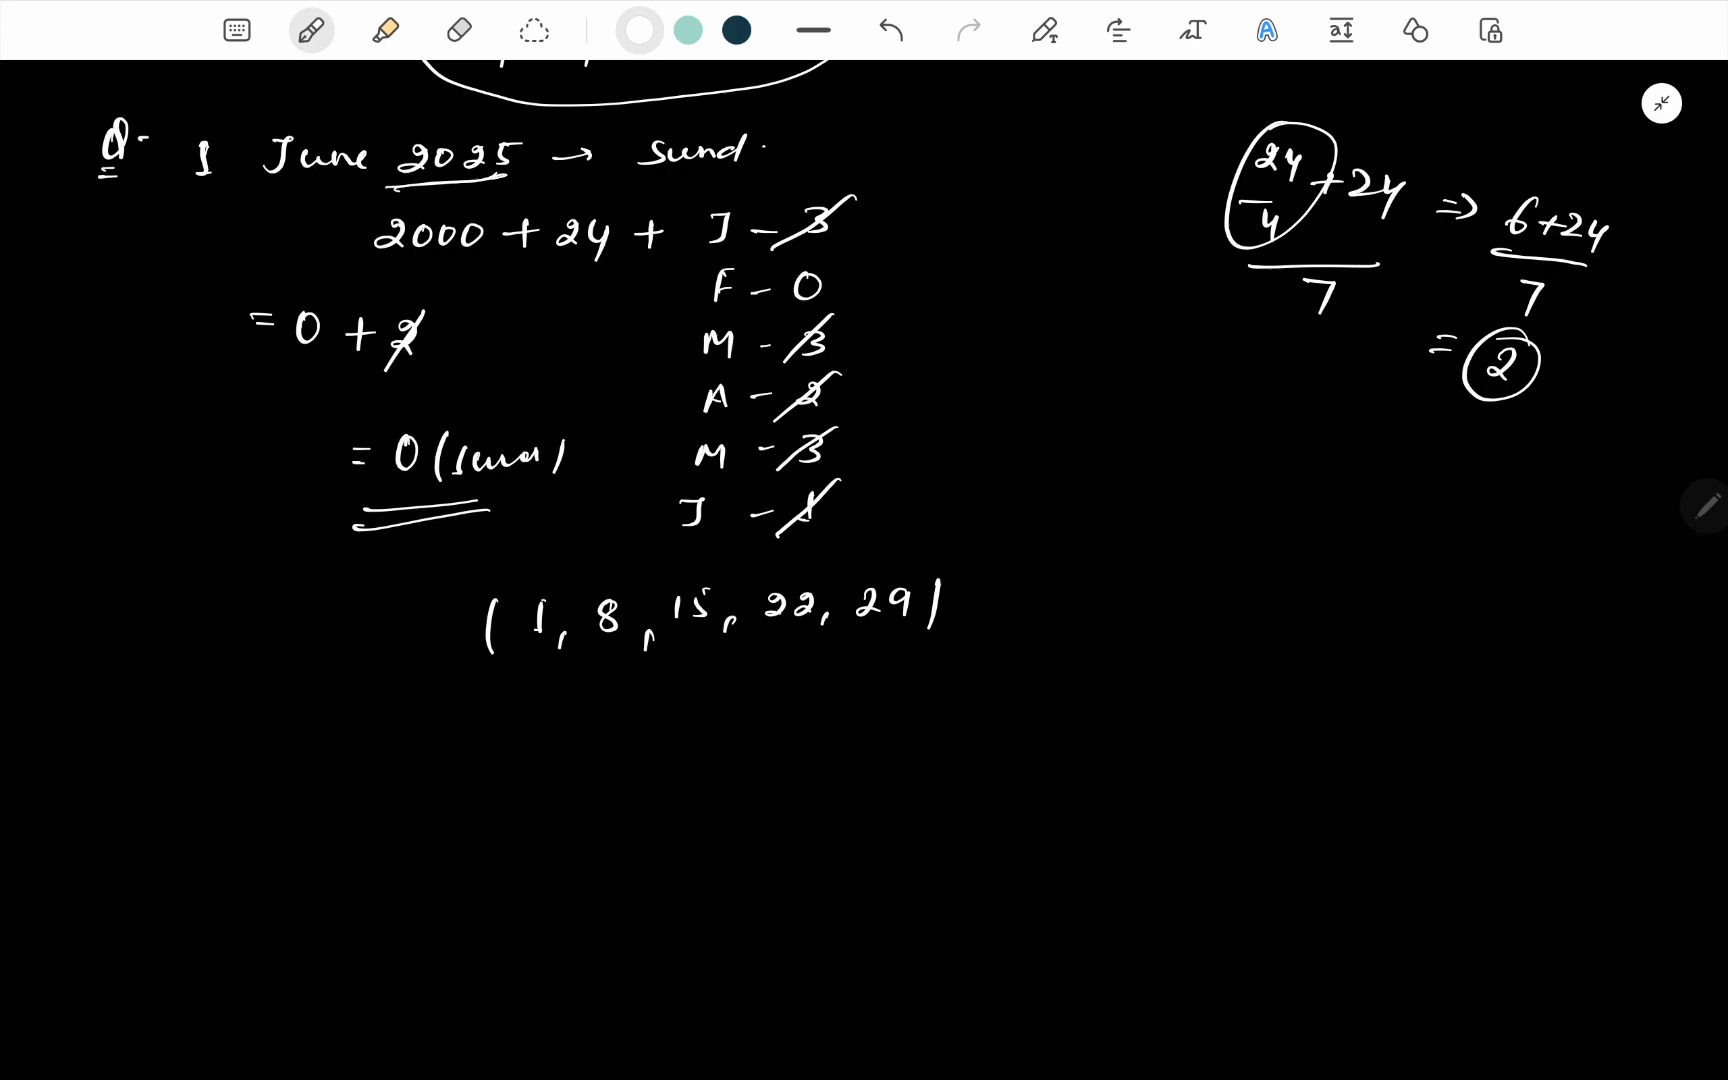 Q. 1 June 2025 → Sund.
2000 + 24 + J - 3
F - 0
= 0 + 2
M - 3
A - 2
M - 3
= 0 (Sun)
J - 1
( 1, 8, 15, 22, 29 )
24/4 + 24 ⇒ 6 + 24
7 7
= 2